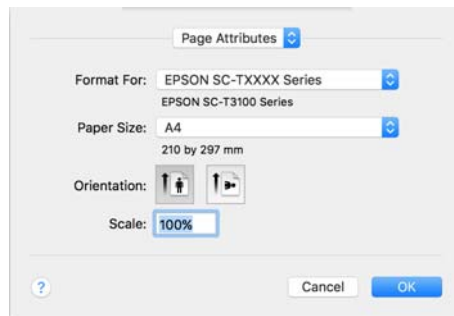 Page Attributes
Format For: EPSON SC-TXXXX Series
EPSON SC-T3100 Series
Paper Size: A4
210 by 297 mm
Orientation:
Scale: 100%
? Cancel OK